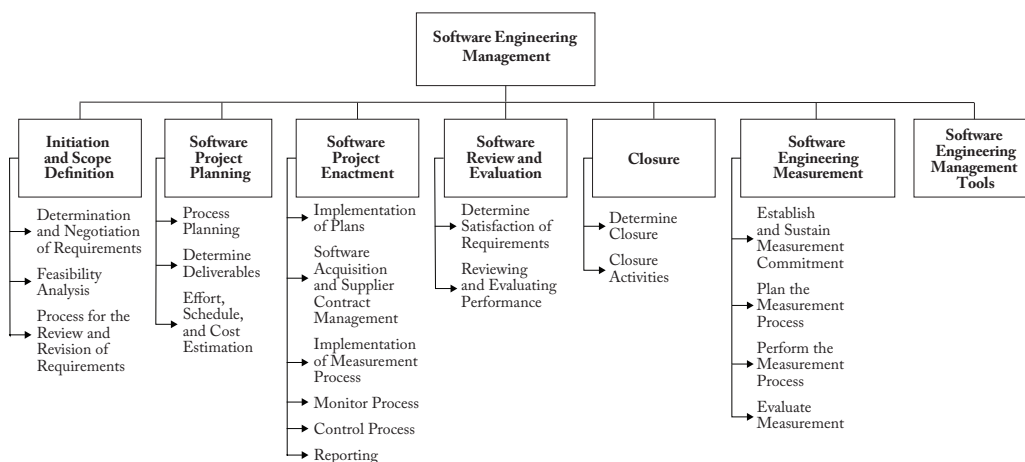 Software Engineering
Management
Initiation
and Scope
Definition
Determination
and Negotiation
of Requirements
Feasibility
Analysis
Process for the
Review and
Revision of
Requirements
Software
Project
Planning
Process
Planning
Determine
Deliverables
Effort,
Schedule,
and Cost
Estimation
Software
Project
Enactment
Implementation
of Plans
Software
Acquisition
and Supplier
Contract
Management
Implementation
of Measurement
Process
Monitor Process
Control Process
Reporting
Software
Review and
Evaluation
Determine
Satisfaction of
Requirements
Reviewing
and Evaluating
Performance
Closure
Determine
Closure
Closure
Activities
Software
Engineering
Measurement
Establish
and Sustain
Measurement
Commitment
Plan the
Measurement
Process
Perform the
Measurement
Process
Evaluate
Measurement
Software
Engineering
Management
Tools